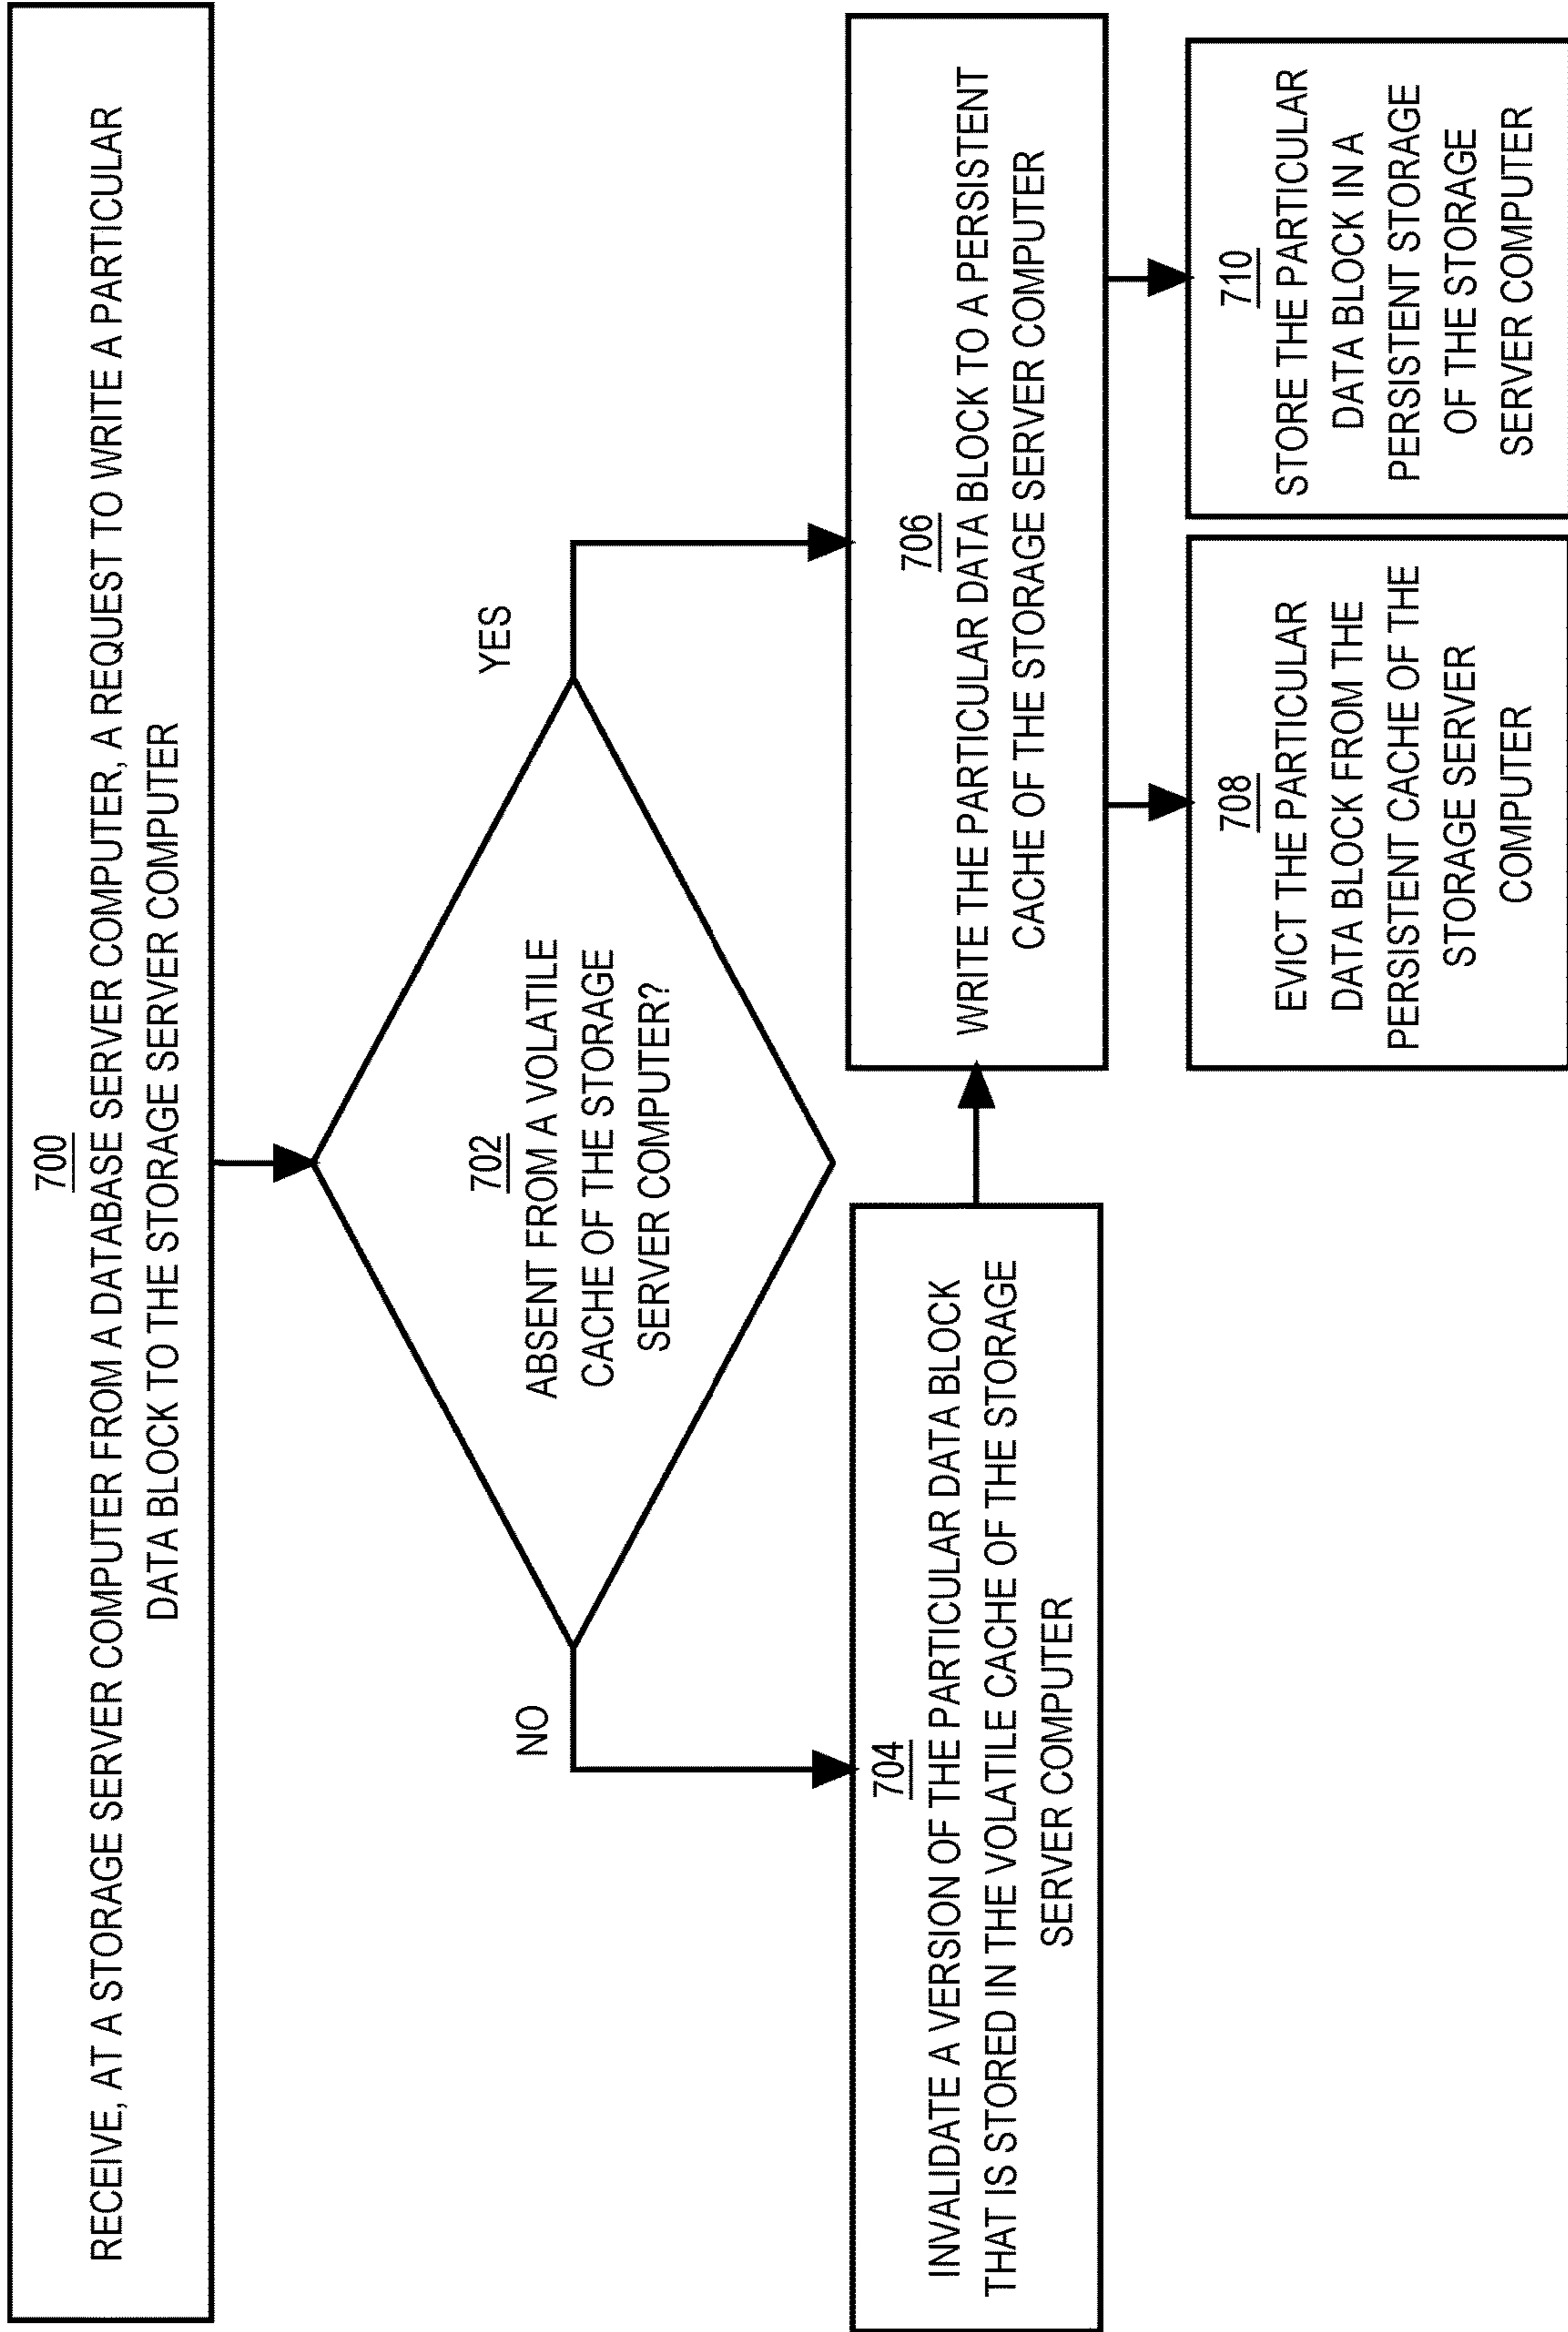 700
RECEIVE, AT A STORAGE SERVER COMPUTER FROM A DATABASE SERVER COMPUTER, A REQUEST TO WRITE A PARTICULAR
DATA BLOCK TO THE STORAGE SERVER COMPUTER
702
ABSENT FROM A VOLATILE
CACHE OF THE STORAGE
SERVER COMPUTER?
NO
YES
704
INVALIDATE A VERSION OF THE PARTICULAR DATA BLOCK
THAT IS STORED IN THE VOLATILE CACHE OF THE STORAGE
SERVER COMPUTER
706
WRITE THE PARTICULAR DATA BLOCK TO A PERSISTENT
CACHE OF THE STORAGE SERVER COMPUTER
708
EVICT THE PARTICULAR
DATA BLOCK FROM THE
PERSISTENT CACHE OF THE
STORAGE SERVER
COMPUTER
710
STORE THE PARTICULAR
DATA BLOCK IN A
PERSISTENT STORAGE
OF THE STORAGE
SERVER COMPUTER